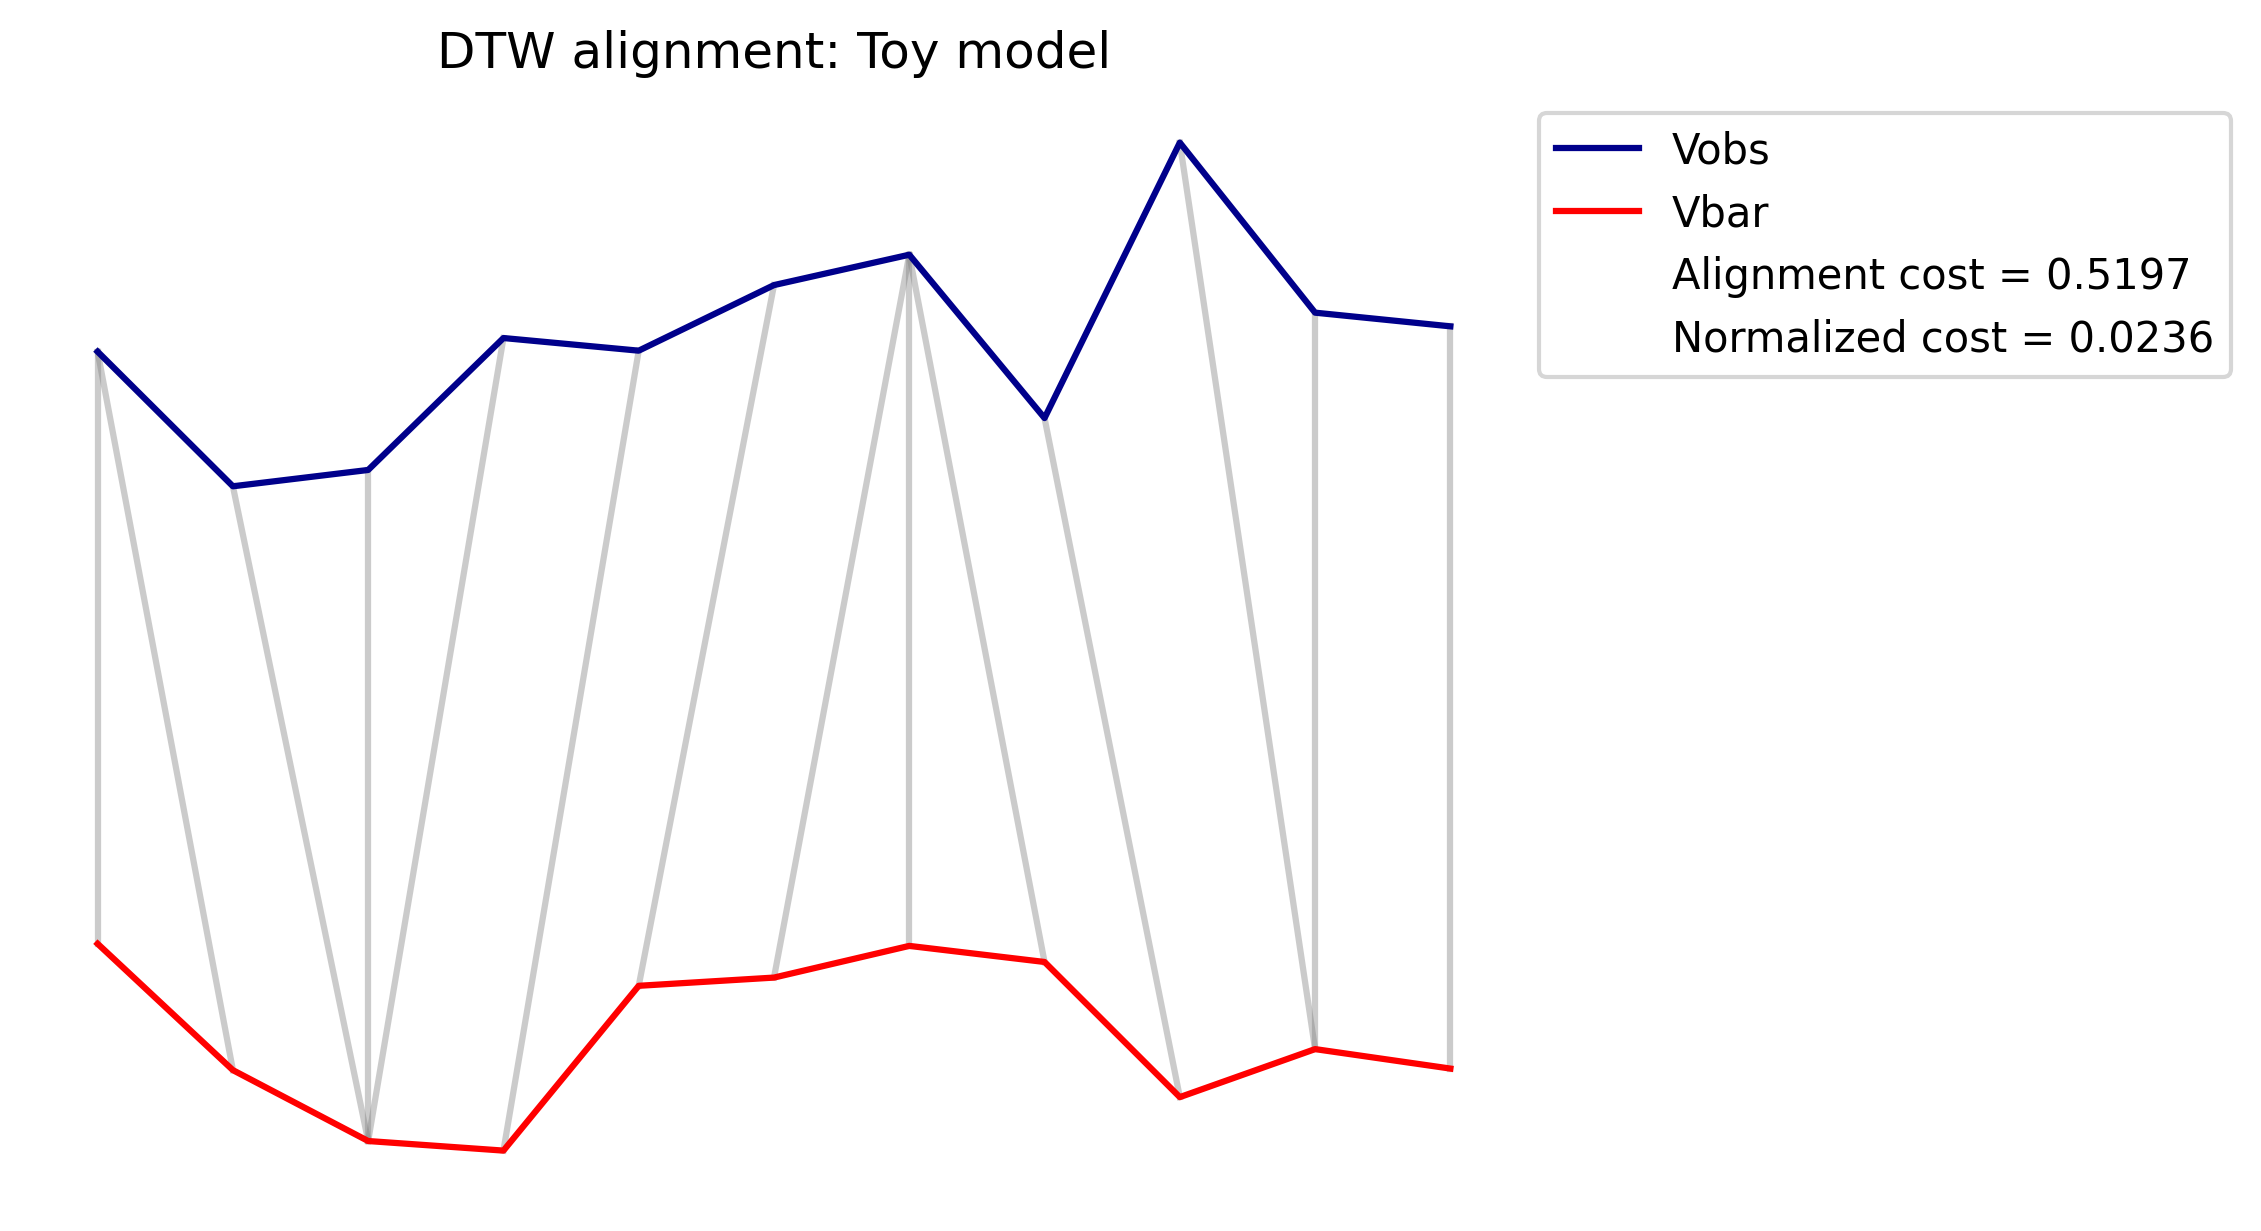 DTW alignment: Toy model
Vobs
Vbar
Alignment cost = 0.5197
Normalized cost = 0.0236